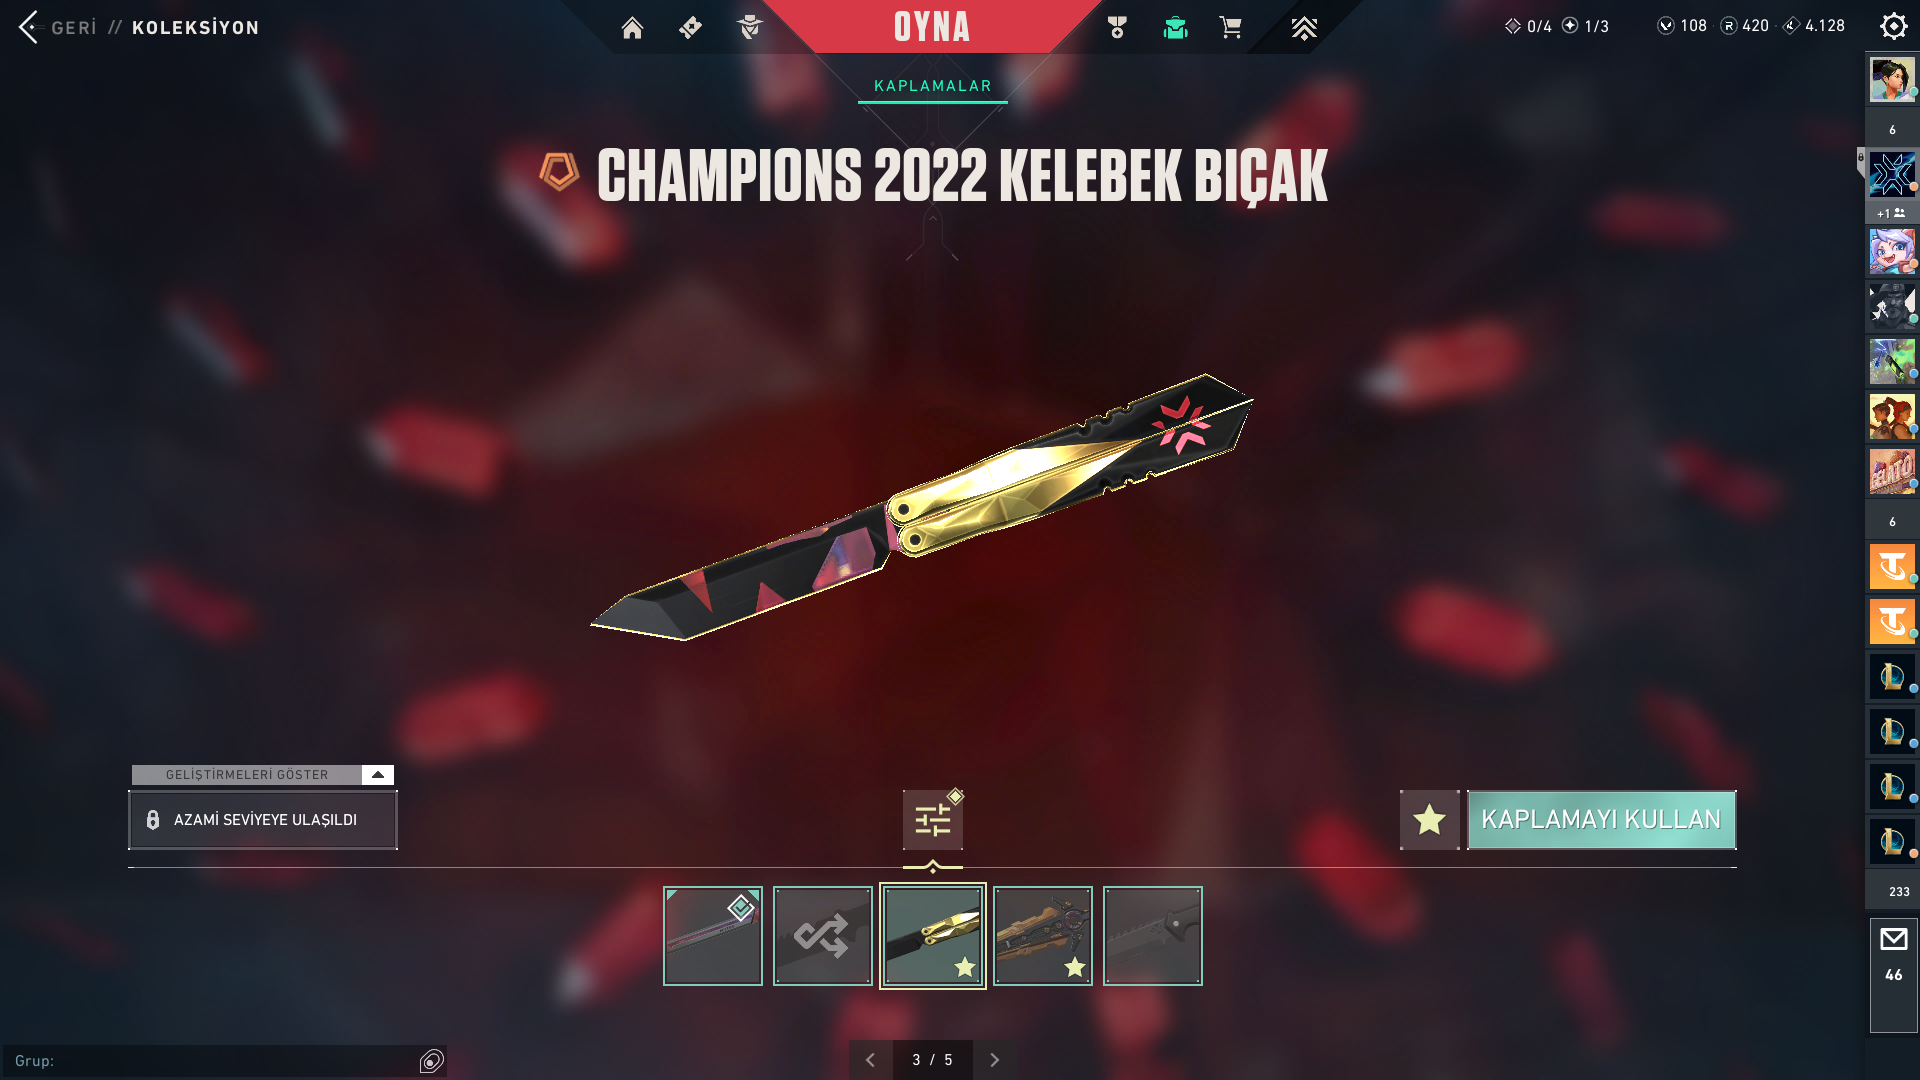 GERİ // KOLEKSİYON
OYNA
0/4 1/3 108 R 420 4.128
KAPLAMALAR
CHAMPIONS 2022 KELEBEK BIÇAK
6
+1
GELATO
6
233
46
GELİŞTİRMELERİ GÖSTER
AZAMİ SEVİYEYE ULAŞILDI
KAPLAMAYI KULLAN
Grup:
3 / 5